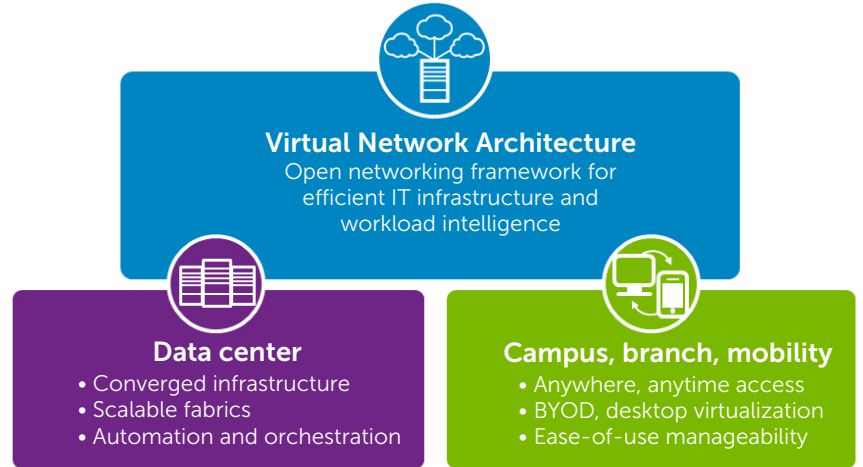 Virtual Network Architecture
Open networking framework for
efficient IT infrastructure and
workload intelligence
Data center
• Converged infrastructure
• Scalable fabrics
• Automation and orchestration
Campus, branch, mobility
• Anywhere, anytime access
• BYOD, desktop virtualization
• Ease-of-use manageability